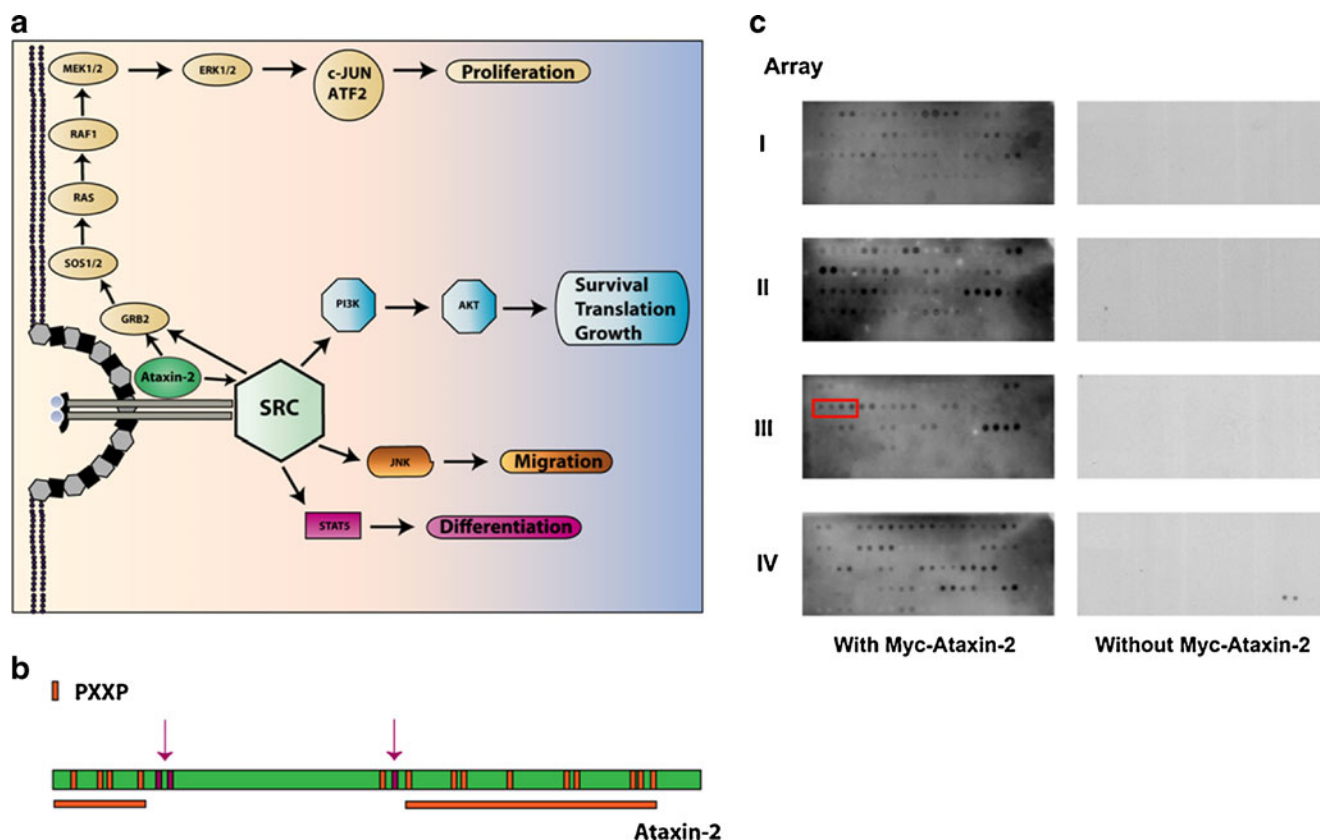 a
MEK1/2
ERK1/2
c-JUN
ATF2
Proliferation
RAF1
RAS
SOS1/2
GRB2
Ataxin-2
SRC
PI3K
AKT
Survival
Translation
Growth
JNK
Migration
STAT5
Differentiation
b
PXXP
Ataxin-2
c
Array
I
II
III
IV
With Myc-Ataxin-2
Without Myc-Ataxin-2